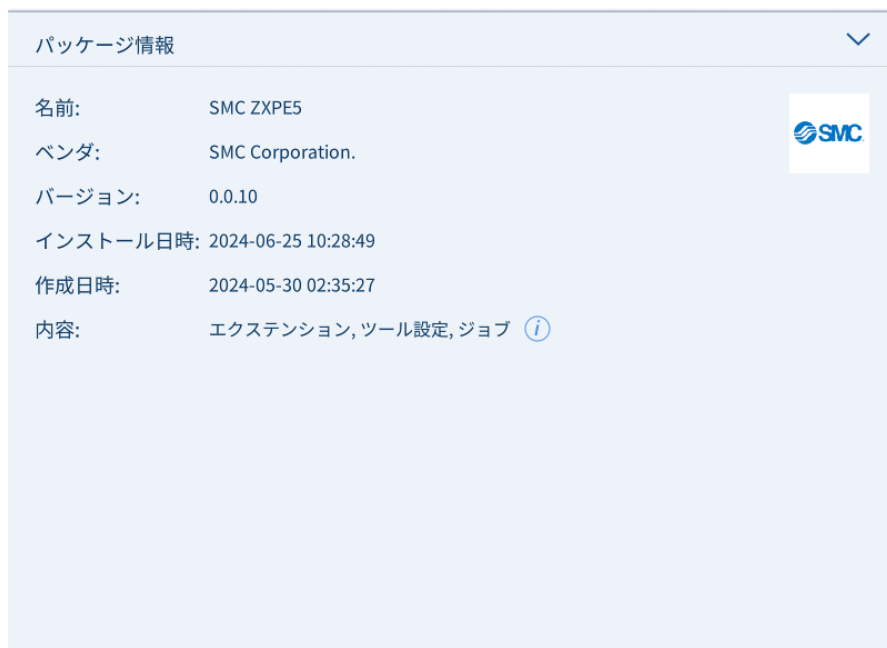 パッケージ情報
名前: SMC ZXPE5
SMC
ベンダ: SMC Corporation.
バージョン: 0.0.10
インストール日時: 2024-06-25 10:28:49
作成日時: 2024-05-30 02:35:27
内容: エクステンション, ツール設定, ジョブ i